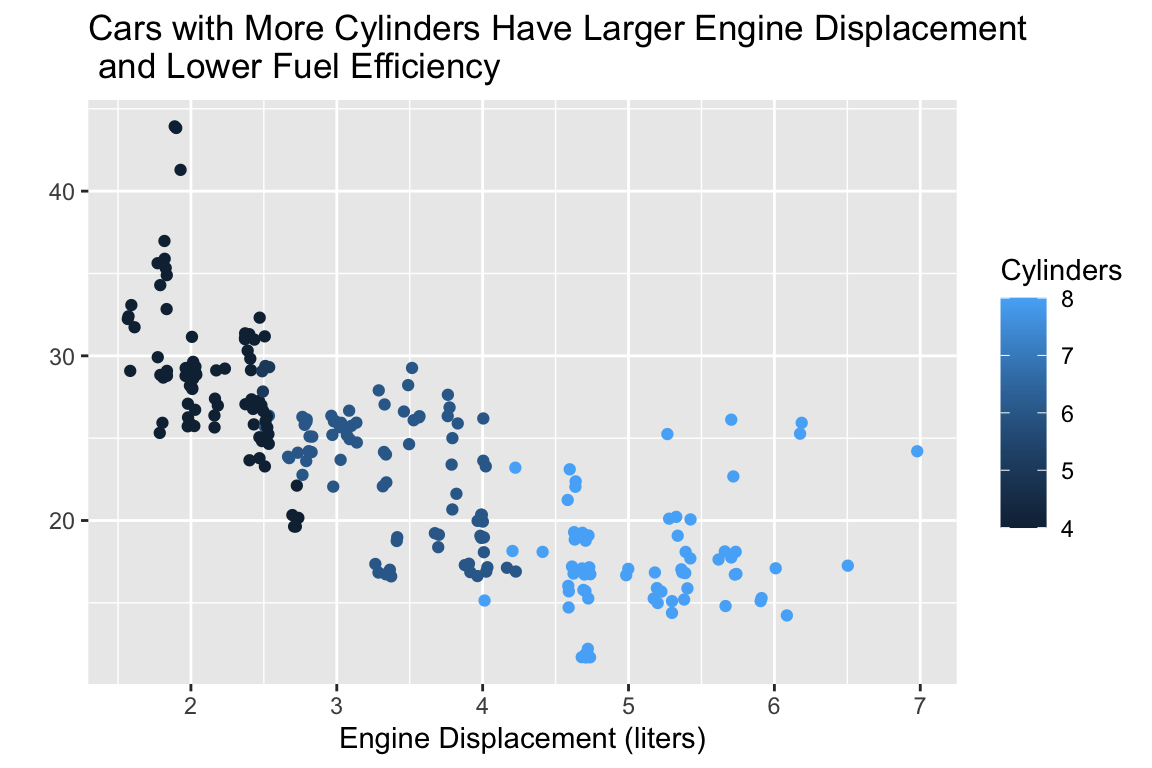 Cars with More Cylinders Have Larger Engine Displacement
and Lower Fuel Efficiency
40
30
20
2 3 4 5 6 7
Engine Displacement (liters)
Cylinders
8
7
6
5
4